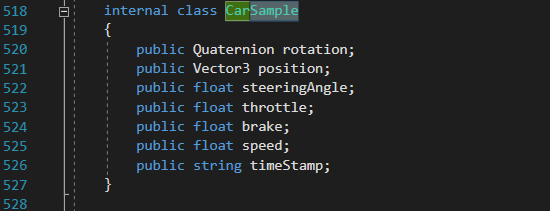 518 internal class CarSample
519 {
520 public Quaternion rotation;
521 public Vector3 position;
522 public float steeringAngle;
523 public float throttle;
524 public float brake;
525 public float speed;
526 public string timeStamp;
527 }
528